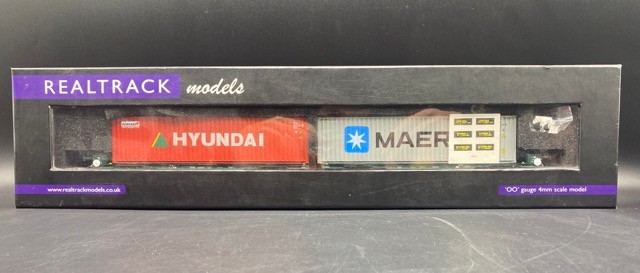 REALTRACK models
HYUNDAI
MAER
www.realtrackmodels.co.uk
'OO' gauge 4mm scale model